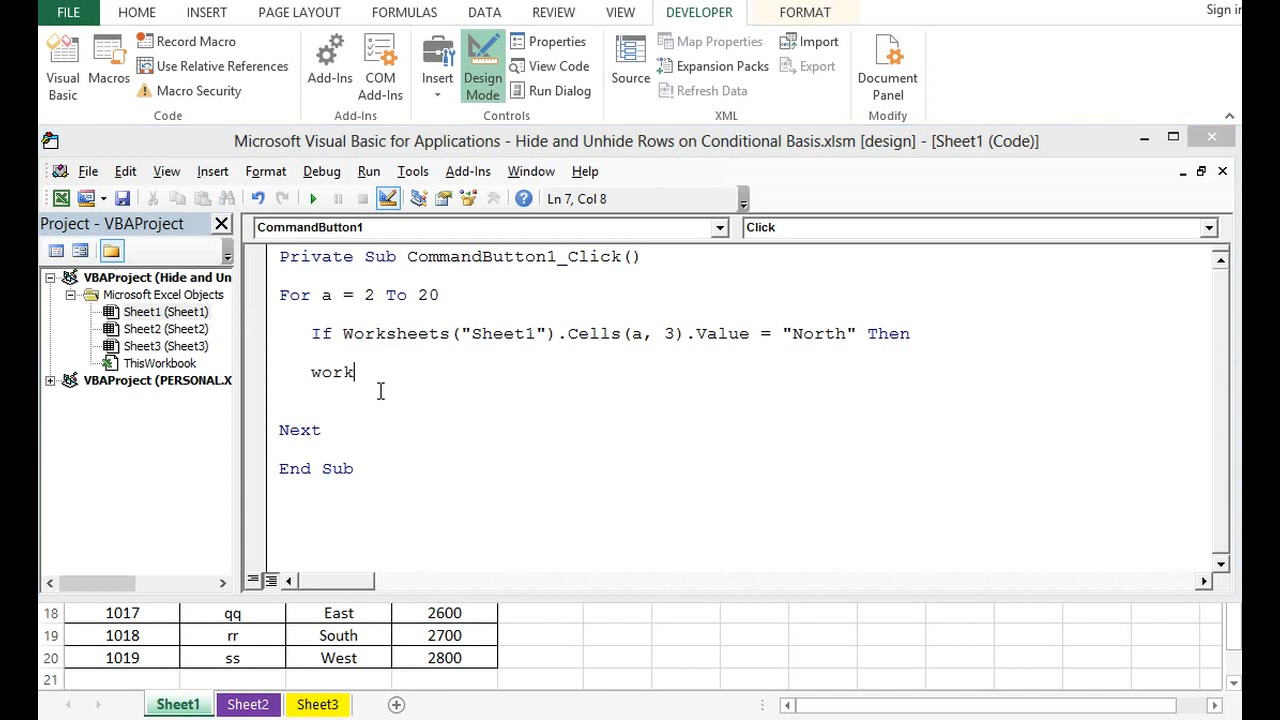 FILE HOME INSERT PAGE LAYOUT FORMULAS DATA REVIEW VIEW DEVELOPER FORMAT Sign in
Visual Basic
Macros
Record Macro
Use Relative References
Macro Security
Code
Add-Ins
COM Add-Ins
Add-Ins
Insert
Design Mode
Properties
View Code
Run Dialog
Controls
Source
Map Properties
Expansion Packs
Refresh Data
Import
Export
XML
Document Panel
Modify
Microsoft Visual Basic for Applications - Hide and Unhide Rows on Conditional Basis.xlsm [design] - [Sheet1 (Code)]
File Edit View Insert Format Debug Run Tools Add-Ins Window Help
Ln 7, Col 8
Project - VBAProject
VBAProject (Hide and Un
Microsoft Excel Objects
Sheet1 (Sheet1)
Sheet2 (Sheet2)
Sheet3 (Sheet3)
ThisWorkbook
VBAProject (PERSONAL.X
CommandButton1 Click
Private Sub CommandButton1_Click()
For a = 2 To 20
If Worksheets("Sheet1").Cells(a, 3).Value = "North" Then
work
Next
End Sub
18 1017 qq East 2600
19 1018 rr South 2700
20 1019 ss West 2800
21
Sheet1 Sheet2 Sheet3